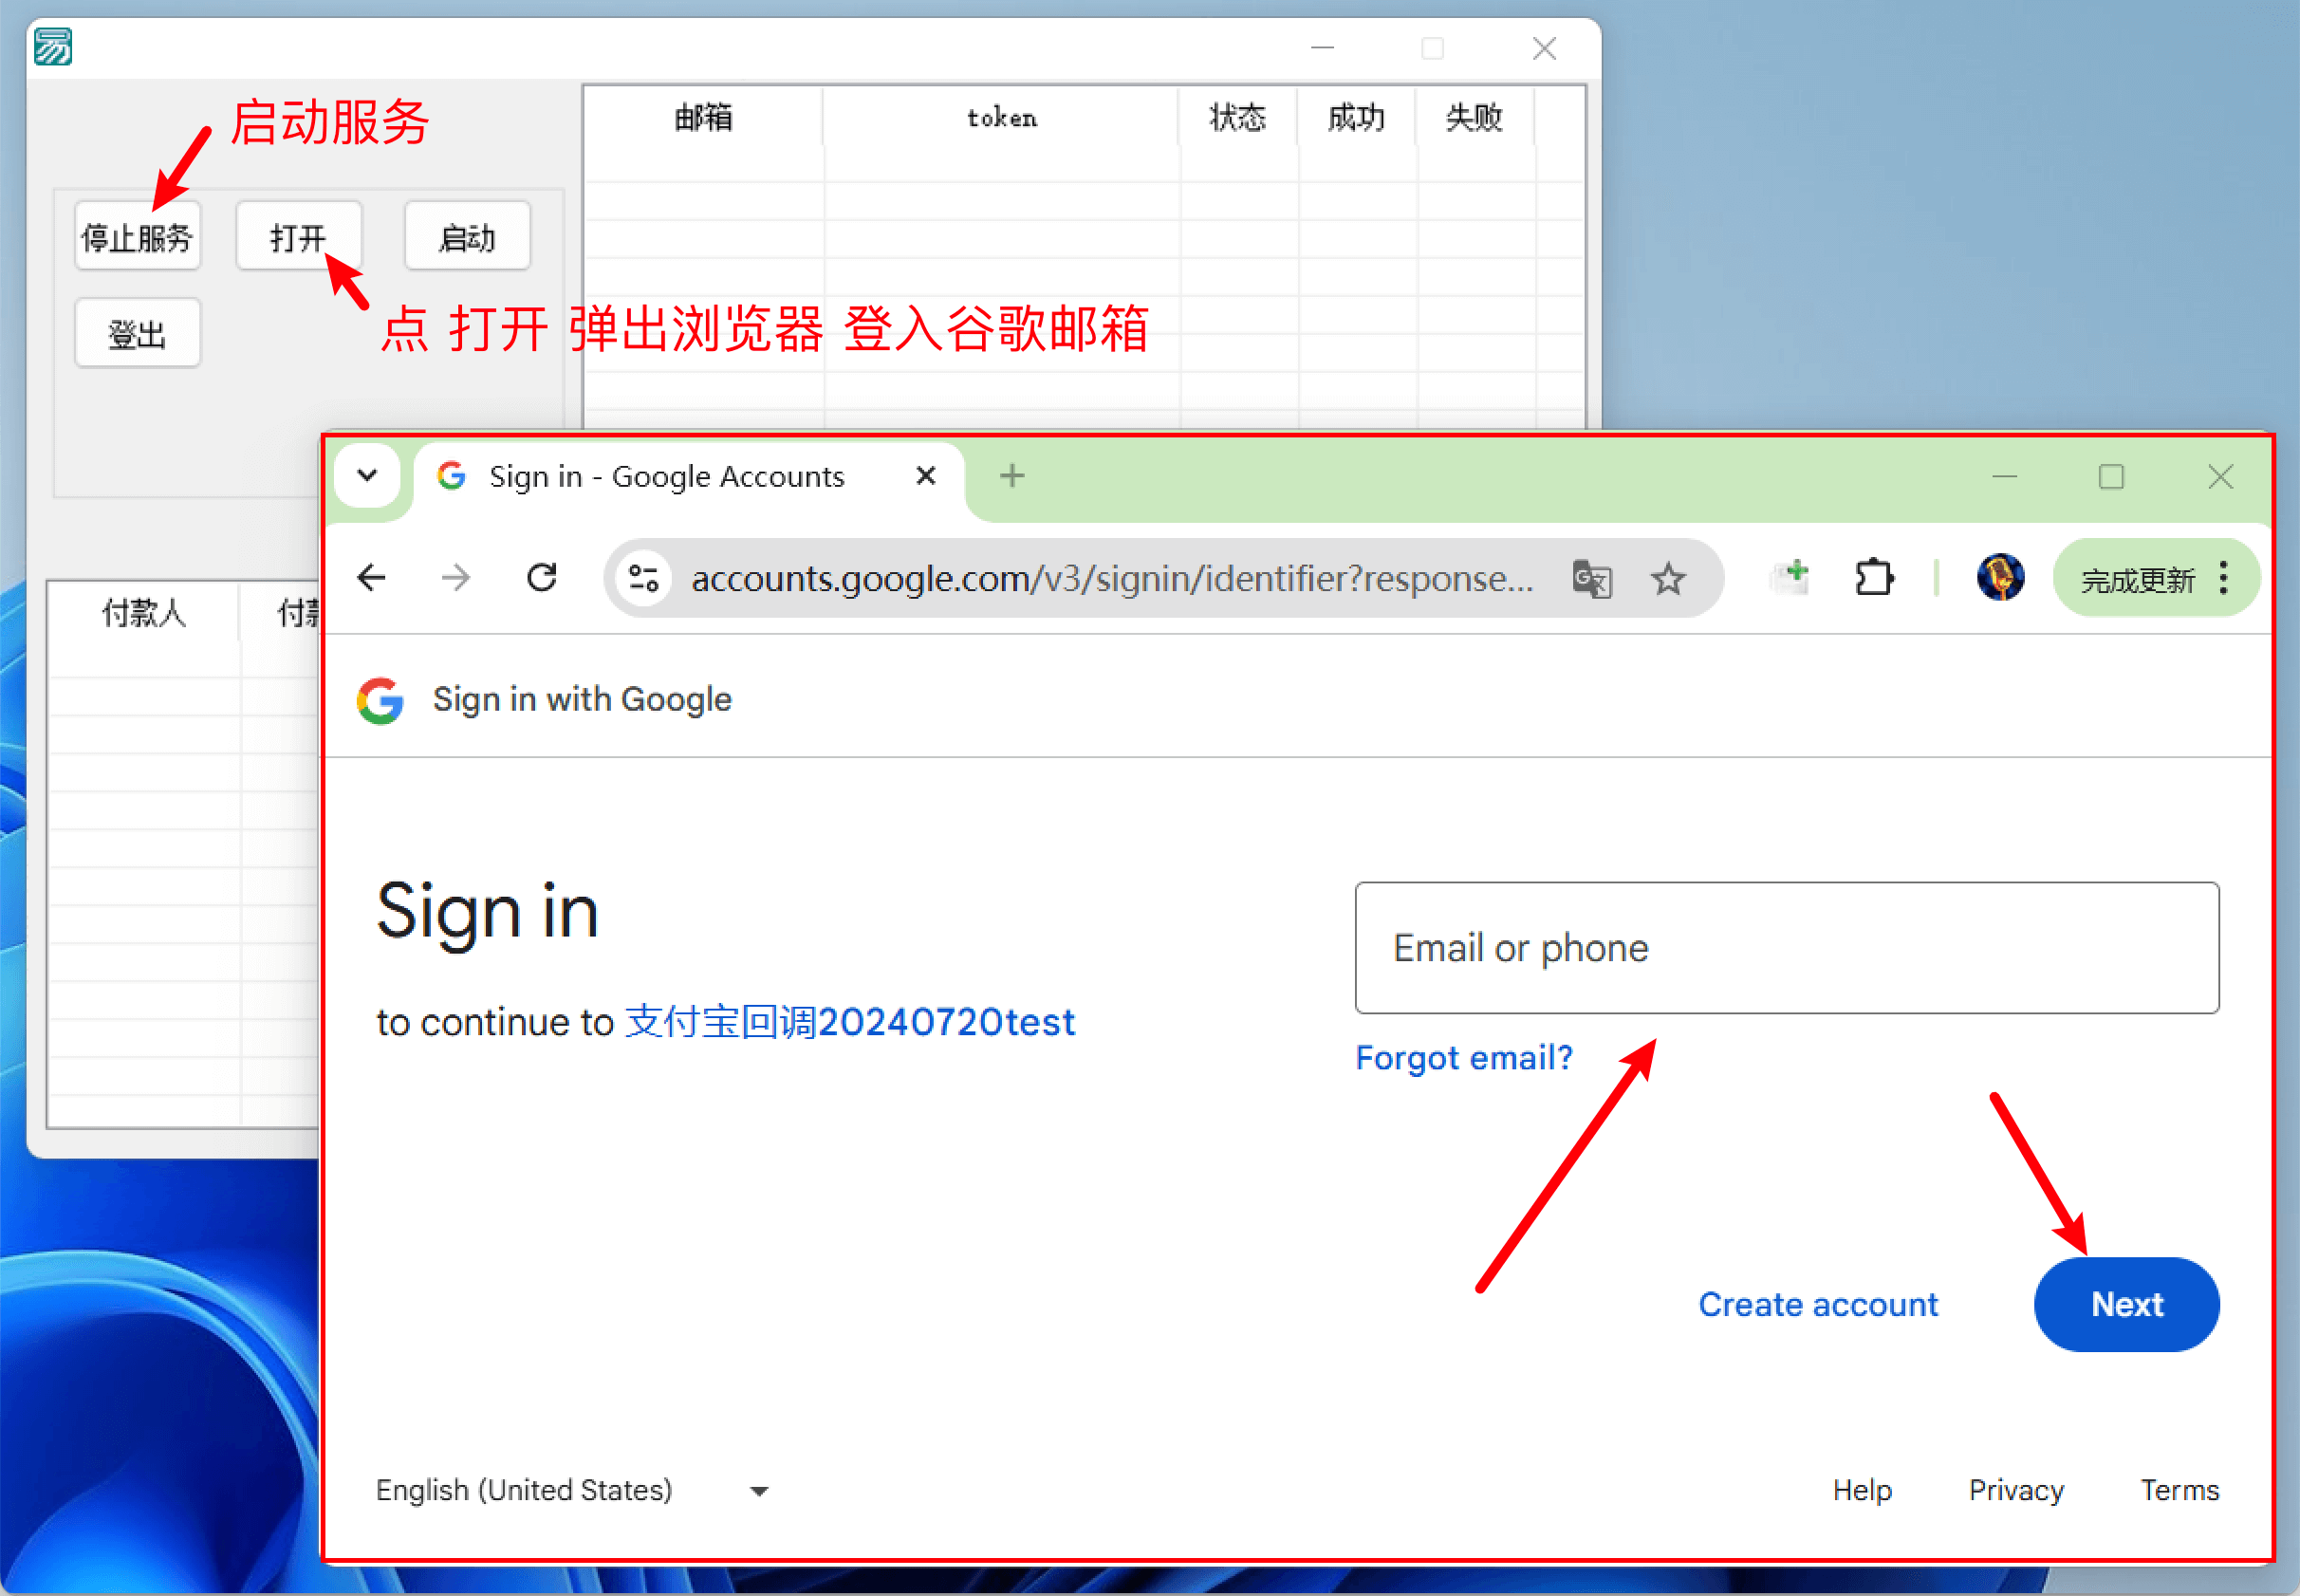 易
启动服务
邮箱 token 状态 成功 失败
停止服务 打开 启动
点 打开 弹出浏览器 登入谷歌邮箱
登出
Sign in - Google Accounts
accounts.google.com/v3/signin/identifier?response...
完成更新
付款人
Sign in with Google
Sign in
Email or phone
to continue to 支付宝回调20240720test
Forgot email?
Create account
Next
English (United States)
Help Privacy Terms